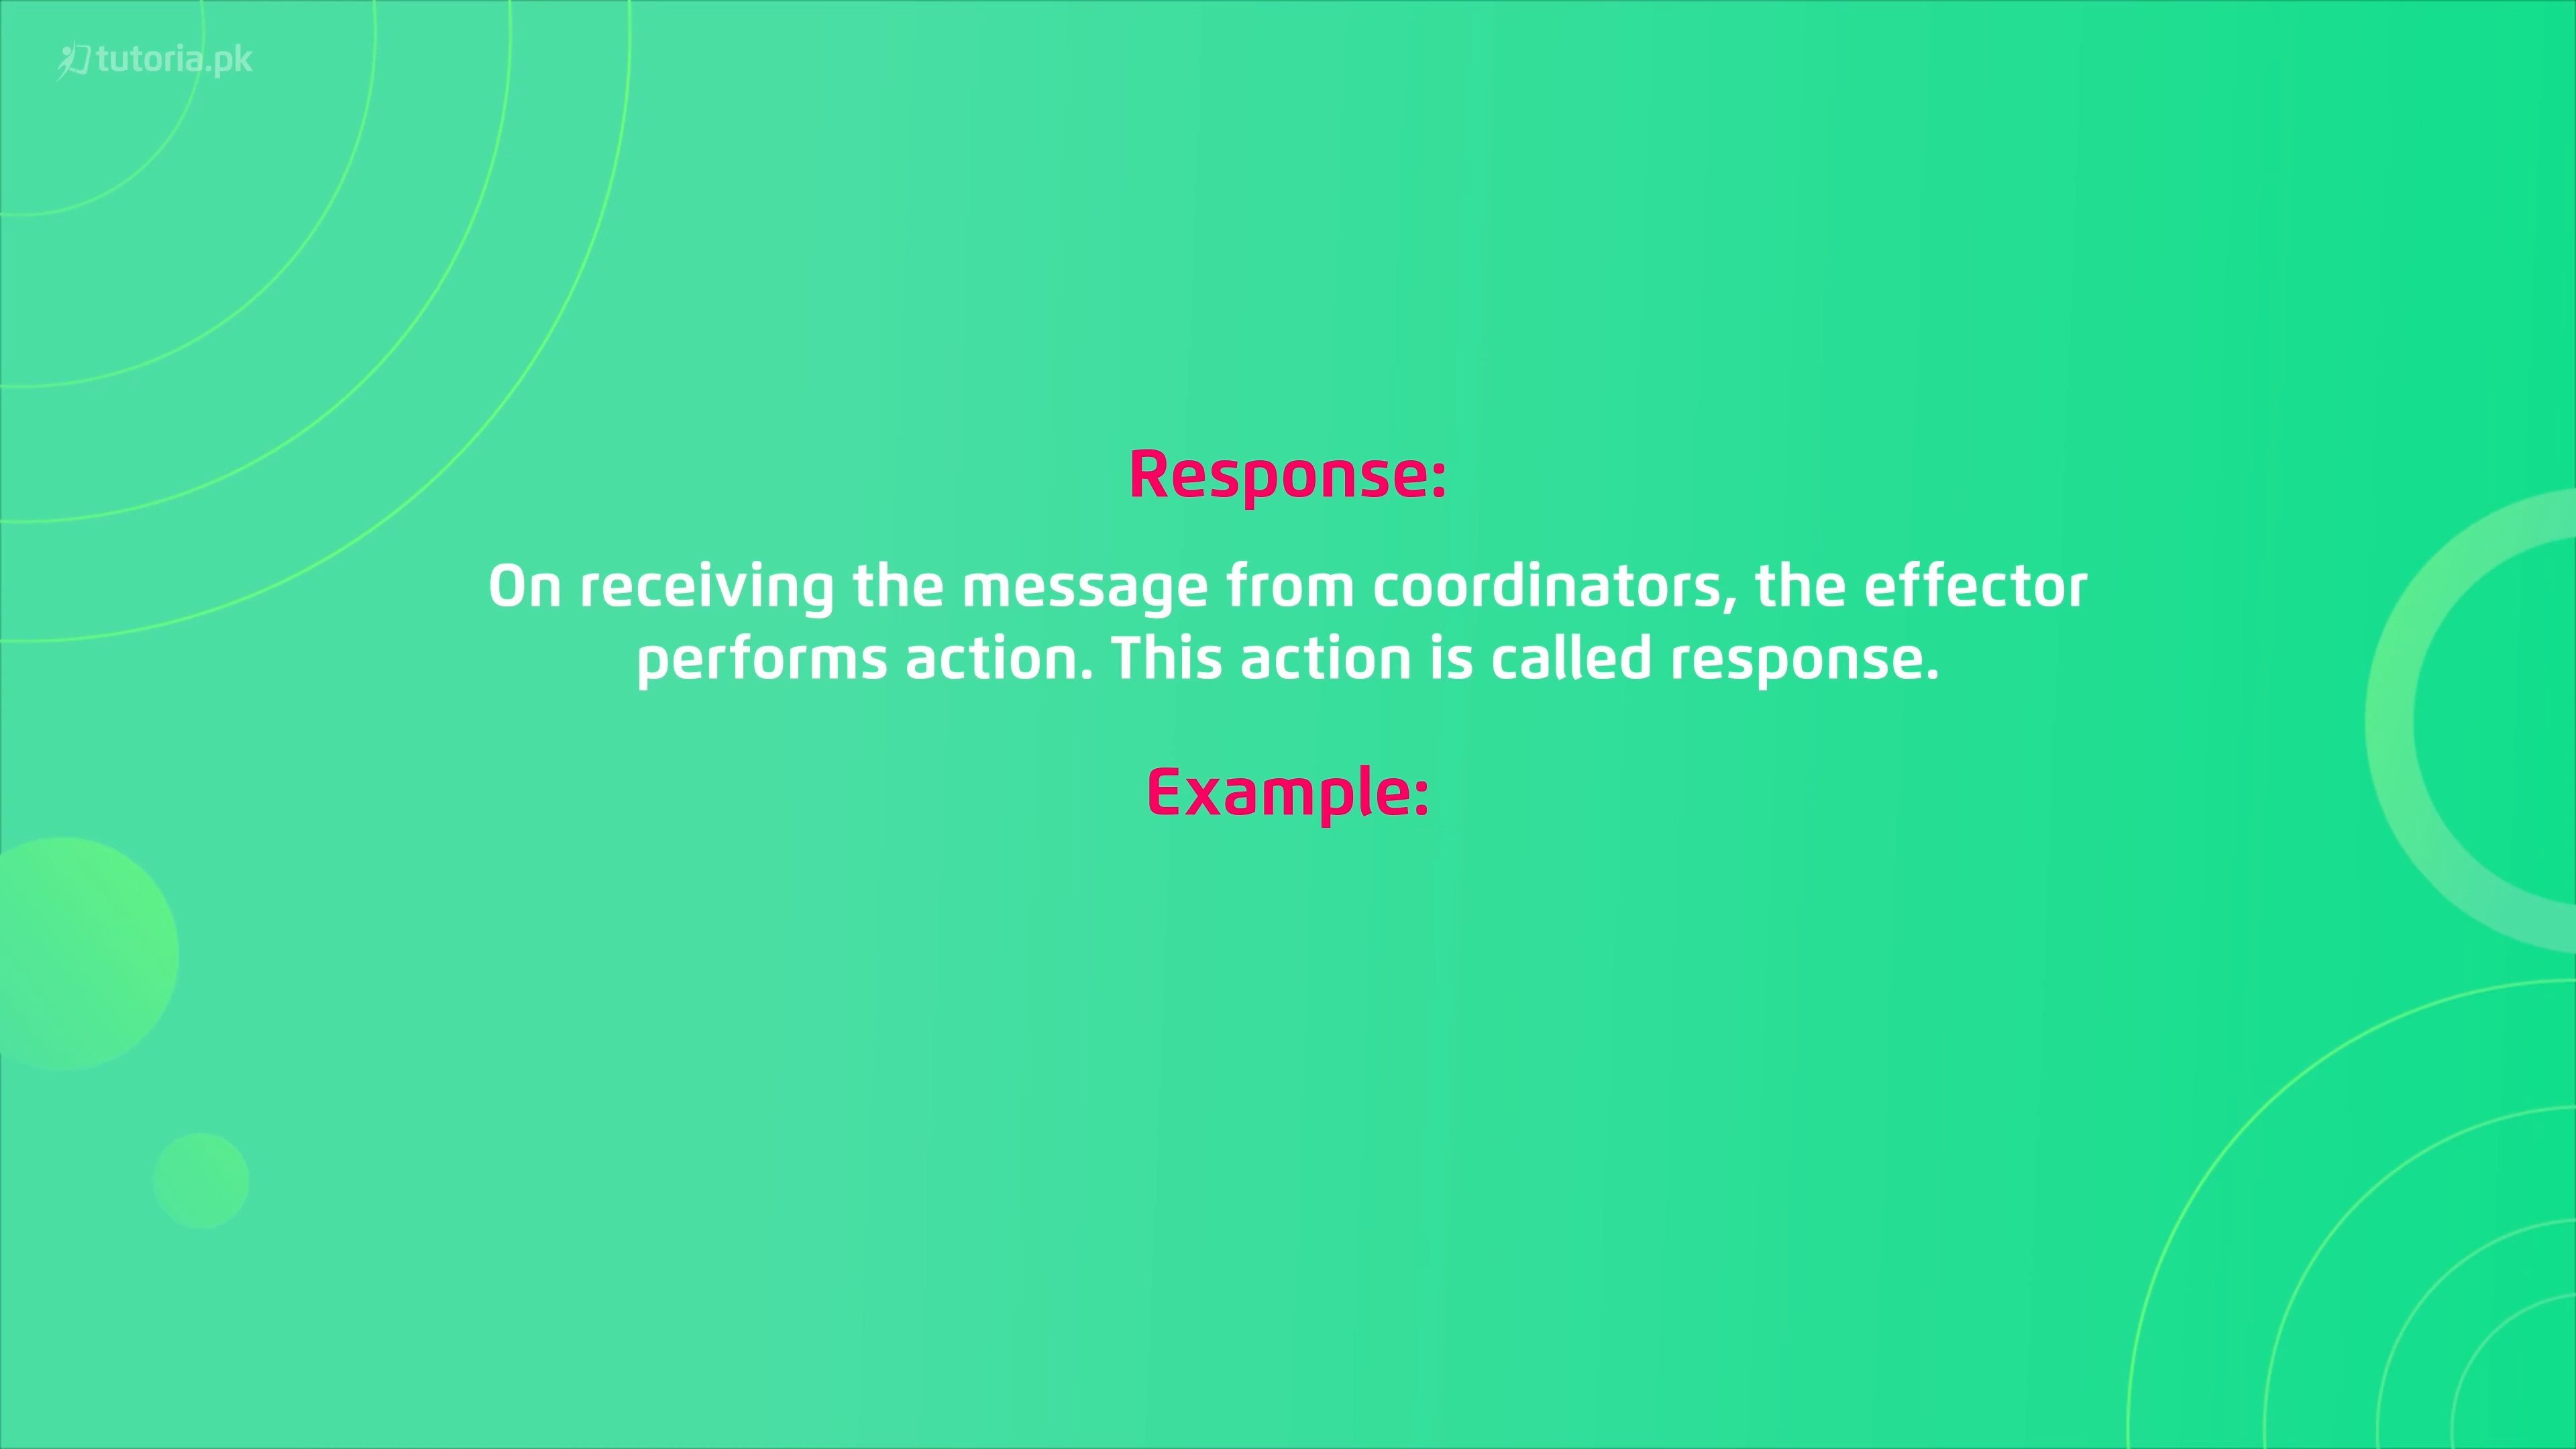 tutoria.pk
Response:
On receiving the message from coordinators, the effector
performs action. This action is called response.
Example: